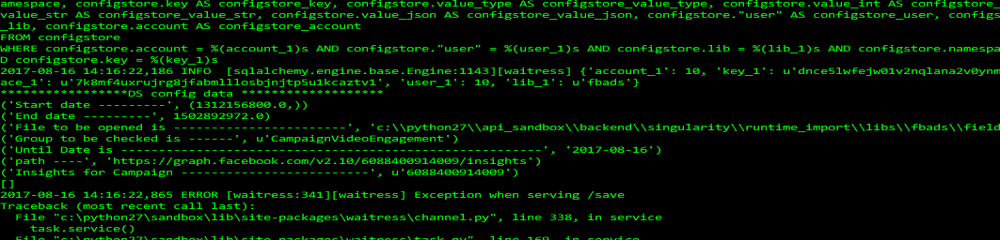 amespace, configstore.key AS configstore_key, configstore.value_type AS configstore_value_type, configstore.value_int AS configstore_
value_str AS configstore_value_str, configstore.value_json AS configstore_value_json, configstore."user" AS configstore_user, configs
_lib, configstore.account AS configstore_account
FROM configstore
WHERE configstore.account = %(account_1)s AND configstore."user" = %(user_1)s AND configstore.lib = %(lib_1)s AND configstore.namespa
D configstore.key = %(key_1)s
2017-08-16 14:16:22,186 INFO  [sqlalchemy.engine.base.Engine:1143][waitress] {'account_1': 10, 'key_1': u'dnce5lwfejw01v2nqlana2v0ynm
ace_1': u'7k8mf4uxrujrg8jfabmlllosbjnjtp5u1kcaztv1', 'user_1': 10, 'lib_1': u'fbads'}
*****************DS config data *******************
('Start date ---------', (1312156800.0,))
('End date ---------', 1502892972.0)
('File to be opened is -----------------------', 'c:\\python27\\api_sandbox\\backend\\singularity\\runtime_import\\libs\\fbads\\field
('Group to be checked is ------', u'CampaignVideoEngagement')
('Until Date is --------------------------------------------------------', '2017-08-16')
('path ----', 'https://graph.facebook.com/v2.10/6088400914009/insights')
('Insights for Campaign -------------------------', u'6088400914009')
[]
2017-08-16 14:16:22,865 ERROR [waitress:341][waitress] Exception when serving /save
Traceback (most recent call last):
  File "c:\python27\sandbox\lib\site-packages\waitress\channel.py", line 338, in service
    task.service()
  File "c:\python27\sandbox\lib\site-packages\waitress\task.py", line 169, in service